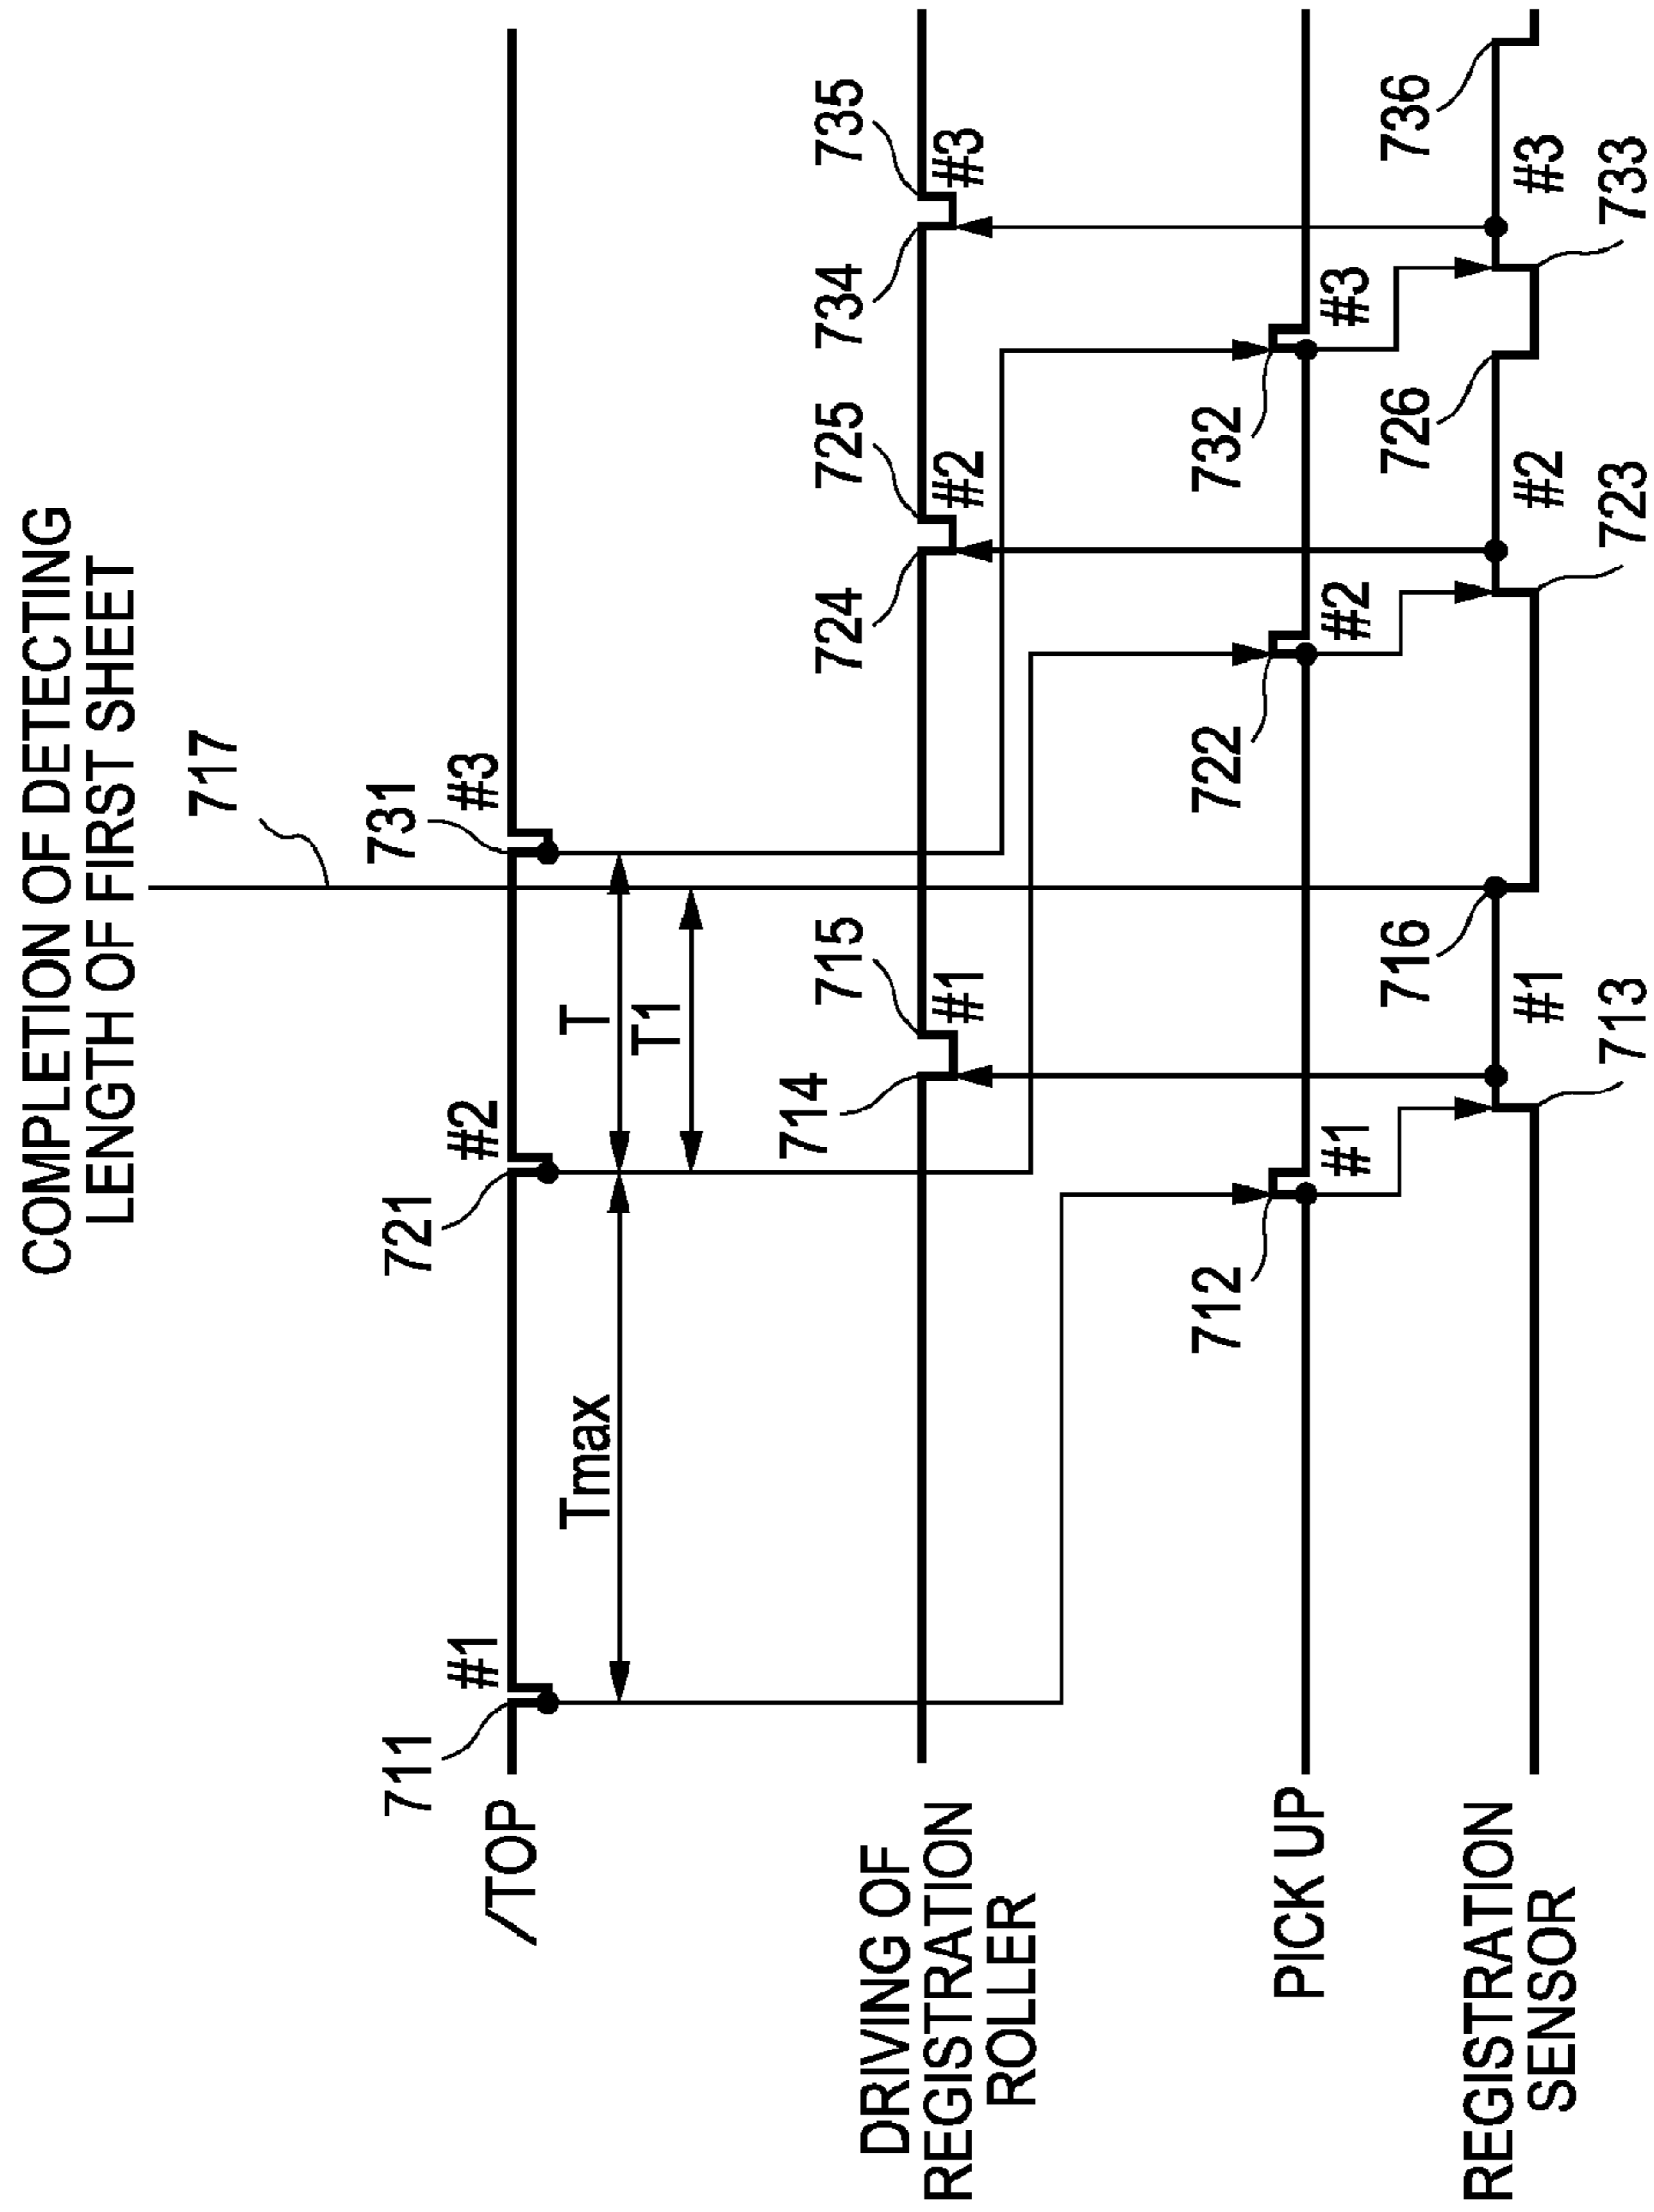 COMPLETION OF DETECTING
LENGTH OF FIRST SHEET
717
711
#1
721
#2
731
#3
/TOP
Tmax
T
T1
714
715
#1
724
725
#2
734
735
#3
DRIVING OF
REGISTRATION
ROLLER
712
#1
722
#2
732
#3
PICK UP
716
726
736
#1
#2
#3
REGISTRATION
SENSOR
713
723
733